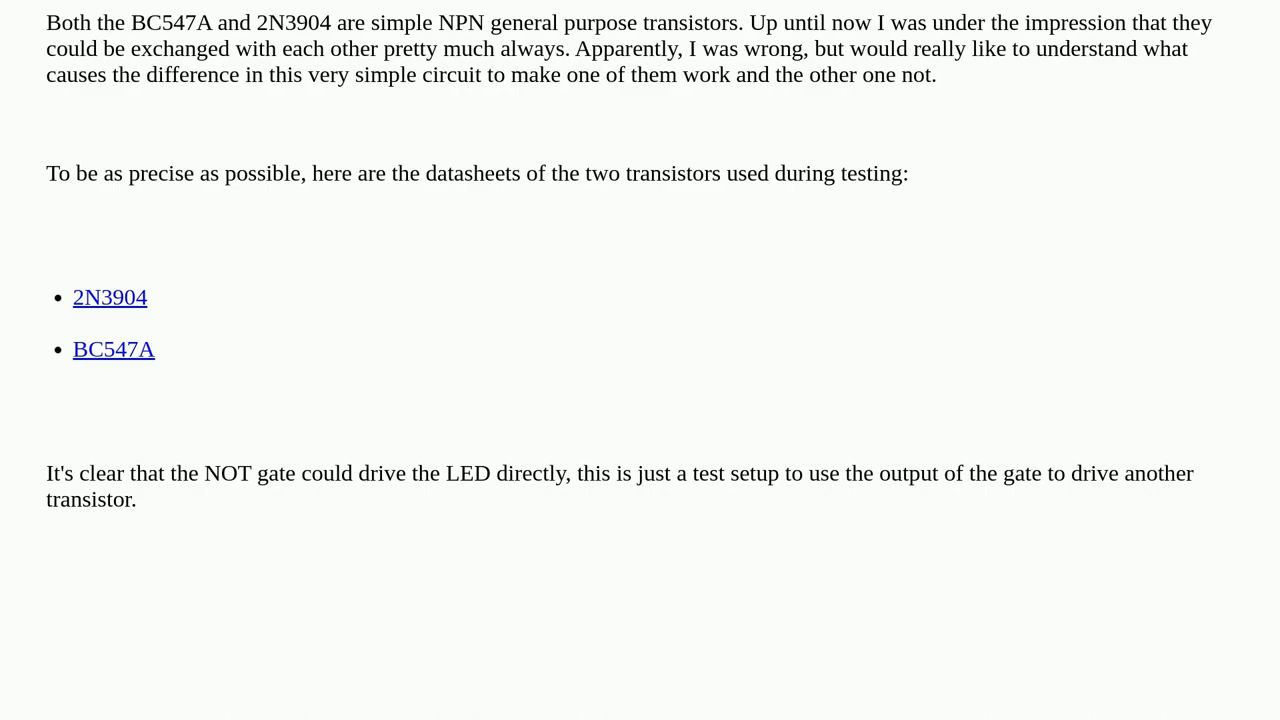 Both the BC547A and 2N3904 are simple NPN general purpose transistors. Up until now I was under the impression that they
could be exchanged with each other pretty much always. Apparently, I was wrong, but would really like to understand what
causes the difference in this very simple circuit to make one of them work and the other one not.
To be as precise as possible, here are the datasheets of the two transistors used during testing:
• 2N3904
• BC547A
It's clear that the NOT gate could drive the LED directly, this is just a test setup to use the output of the gate to drive another
transistor.